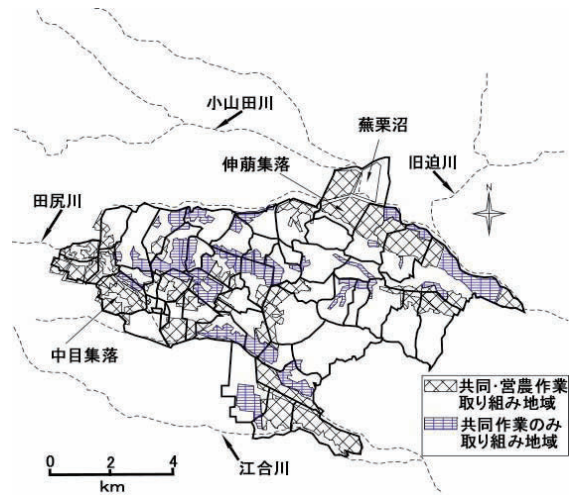 小山田川
蕪栗沼
伸萠集落
旧迫川
田尻川
N
中目集落
共同・営農作業
取り組み地域
共同作業のみ
取り組み地域
江合川
0 2 4
km